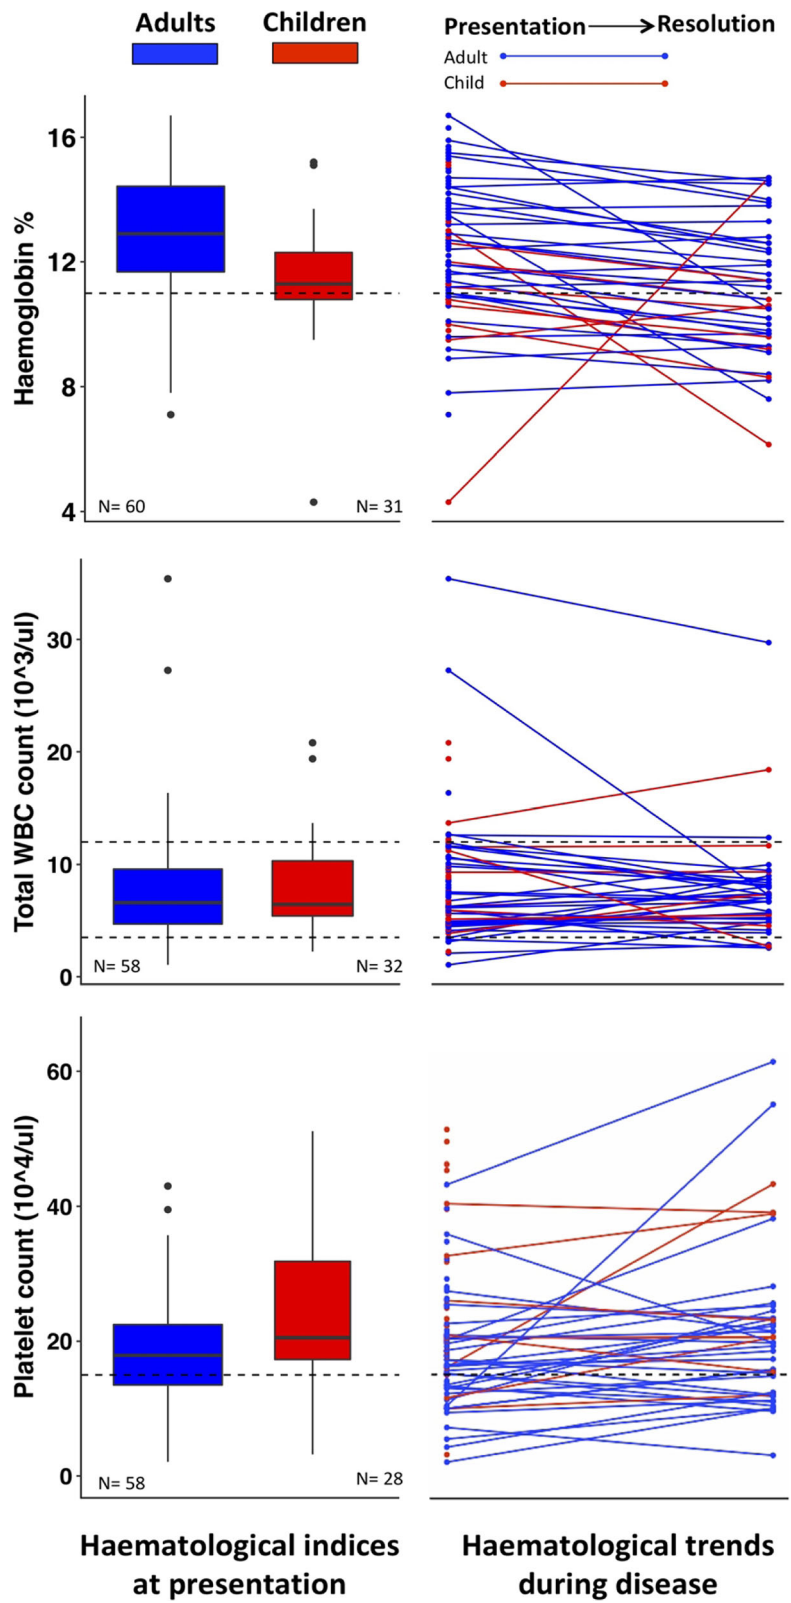 Adults Children
Presentation Resolution
Adult
Child
Haemoglobin %
16
12
8
4
N= 60 N= 31
Total WBC count (10^3/ul)
30
20
10
0
N= 58 N= 32
Platelet count (10^4/ul)
60
40
20
0
N= 58 N= 28
Haematological indices
at presentation
Haematological trends
during disease